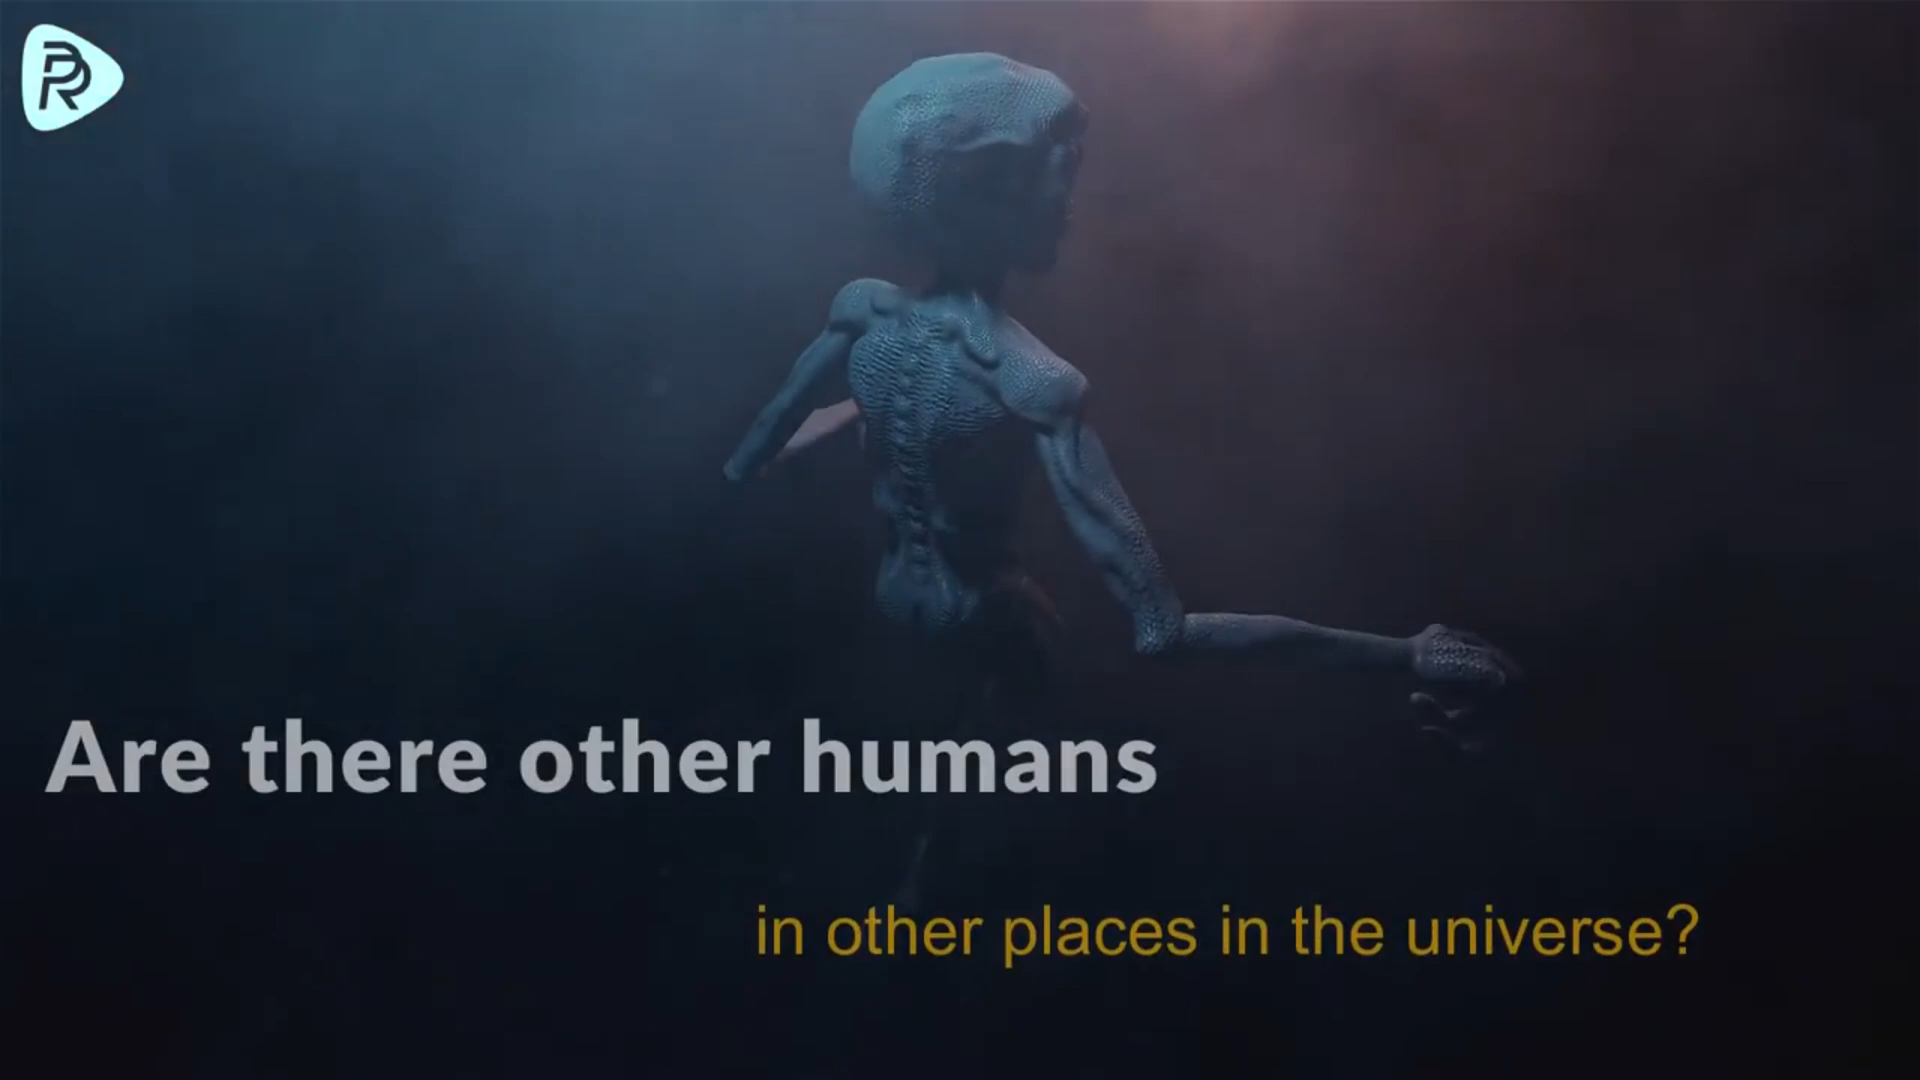 Are there other humans
in other places in the universe?